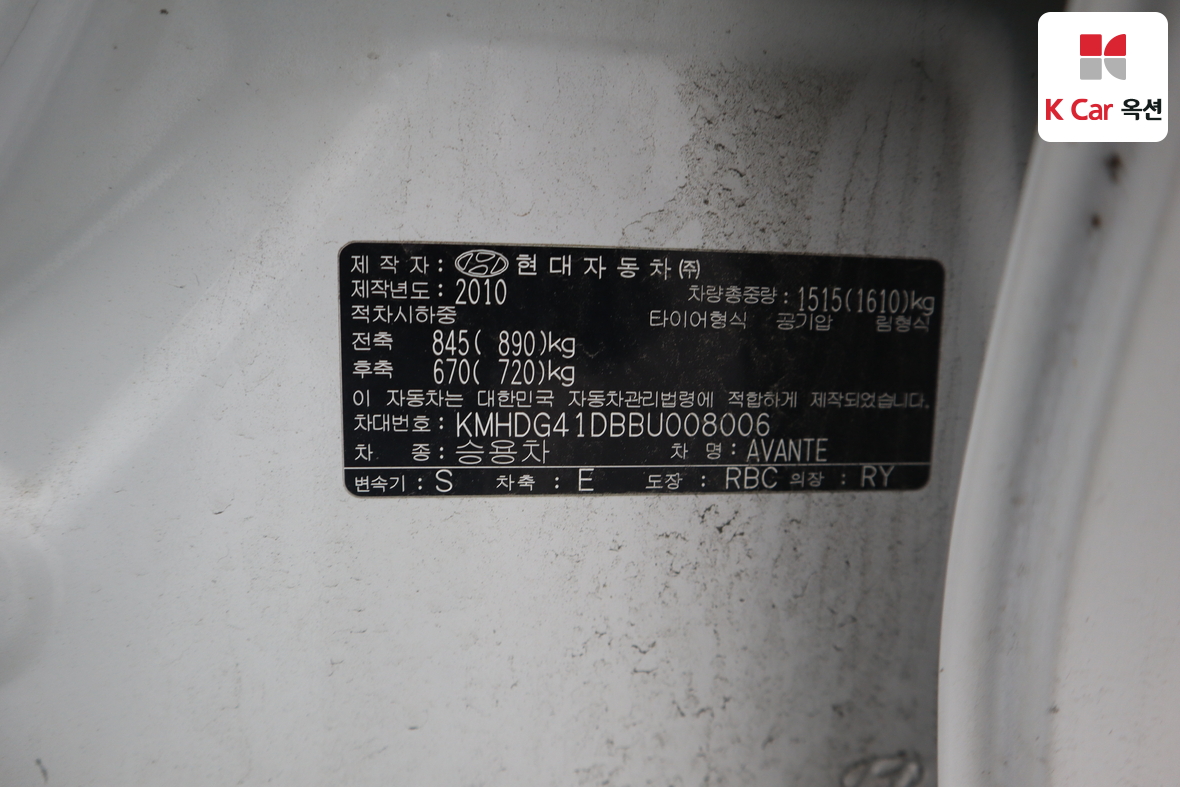 K Car 옥션
제 작 자 : 현 대 자 동 차 (주)
제작년도 : 2010 차량총중량 : 1515(1610)kg
적차시하중 타이어형식 공기압 림형식
전축 845( 890)kg
후축 670( 720)kg
이 자동차는 대한민국 자동차관리법령에 적합하게 제작되었습니다.
차대번호 : KMHDG41DBBU008006
차 종 : 승용차 차 명 : AVANTE
변속기 : S 차축 : E 도장 : RBC 의장 : RY